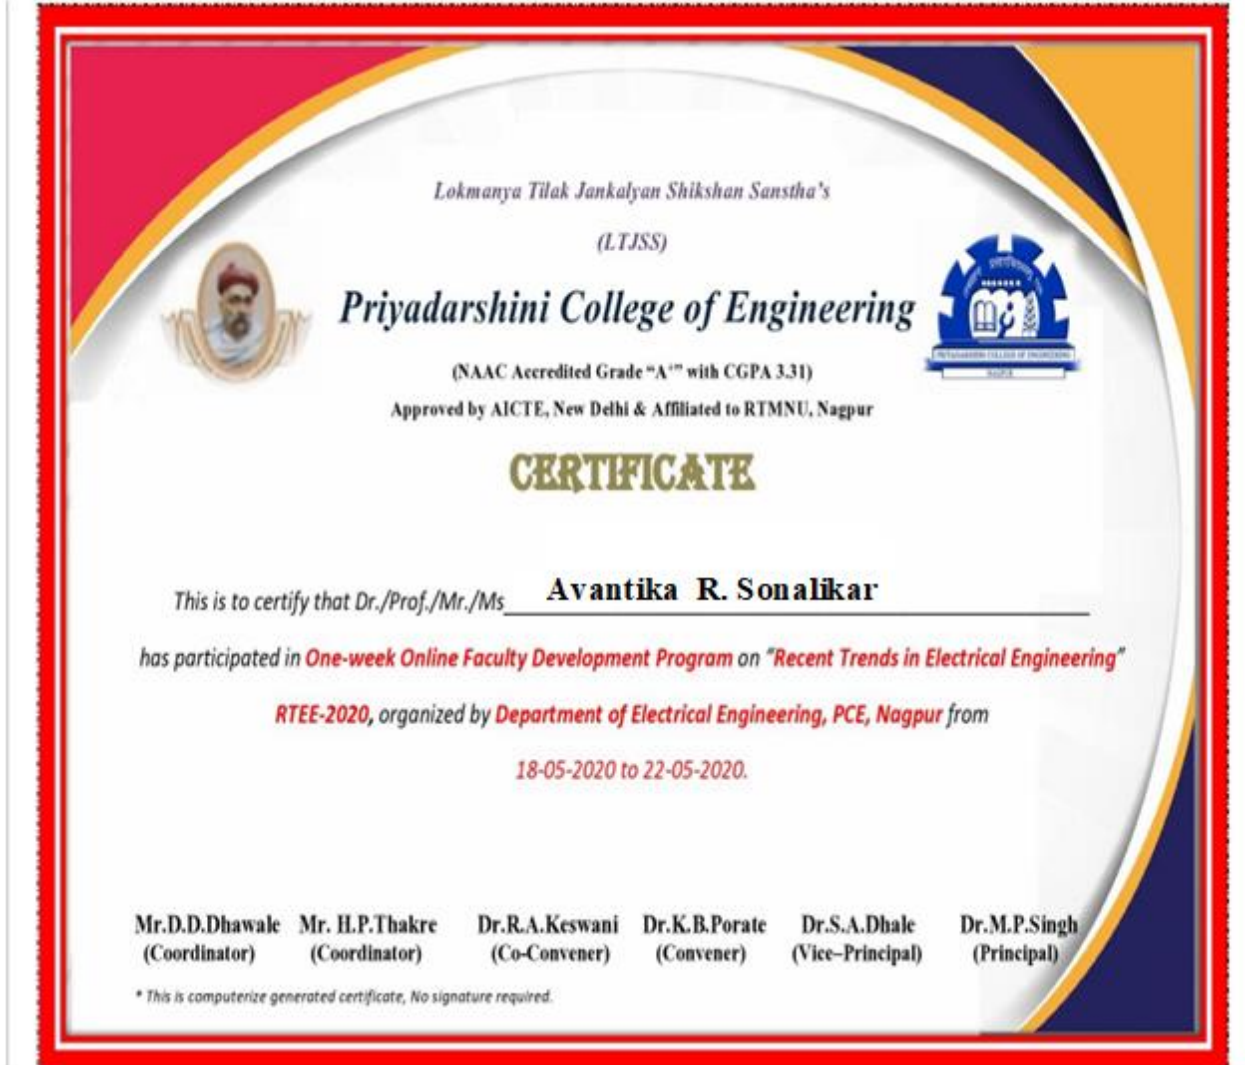 Lokmanya Tilak Jankalyan Shikshan Sanstha's
(LTJSS)
Priyadarshini College of Engineering
(NAAC Accredited Grade "A+" with CGPA 3.31)
Approved by AICTE, New Delhi & Affiliated to RTMNU, Nagpur
PRIYADARSHINI COLLEGE OF ENGINEERING
NAGPUR
CERTIFICATE
This is to certify that Dr./Prof./Mr./Ms Avantika R. Sonalikar
has participated in One-week Online Faculty Development Program on "Recent Trends in Electrical Engineering"
RTEE-2020, organized by Department of Electrical Engineering, PCE, Nagpur from
18-05-2020 to 22-05-2020.
Mr.D.D.Dhawale Mr. H.P.Thakre Dr.R.A.Keswani Dr.K.B.Porate Dr.S.A.Dhale Dr.M.P.Singh
(Coordinator) (Coordinator) (Co-Convener) (Convener) (Vice–Principal) (Principal)
* This is computerize generated certificate, No signature required.